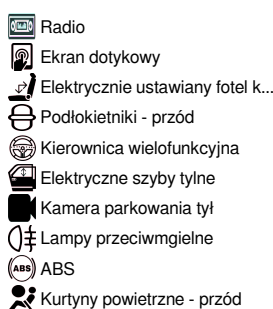 Radio
Ekran dotykowy
Elektrycznie ustawiany fotel k...
Podłokietniki - przód
Kierownica wielofunkcyjna
Elektryczne szyby tylne
Kamera parkowania tył
Lampy przeciwmgielne
ABS ABS
Kurtyny powietrzne - przód